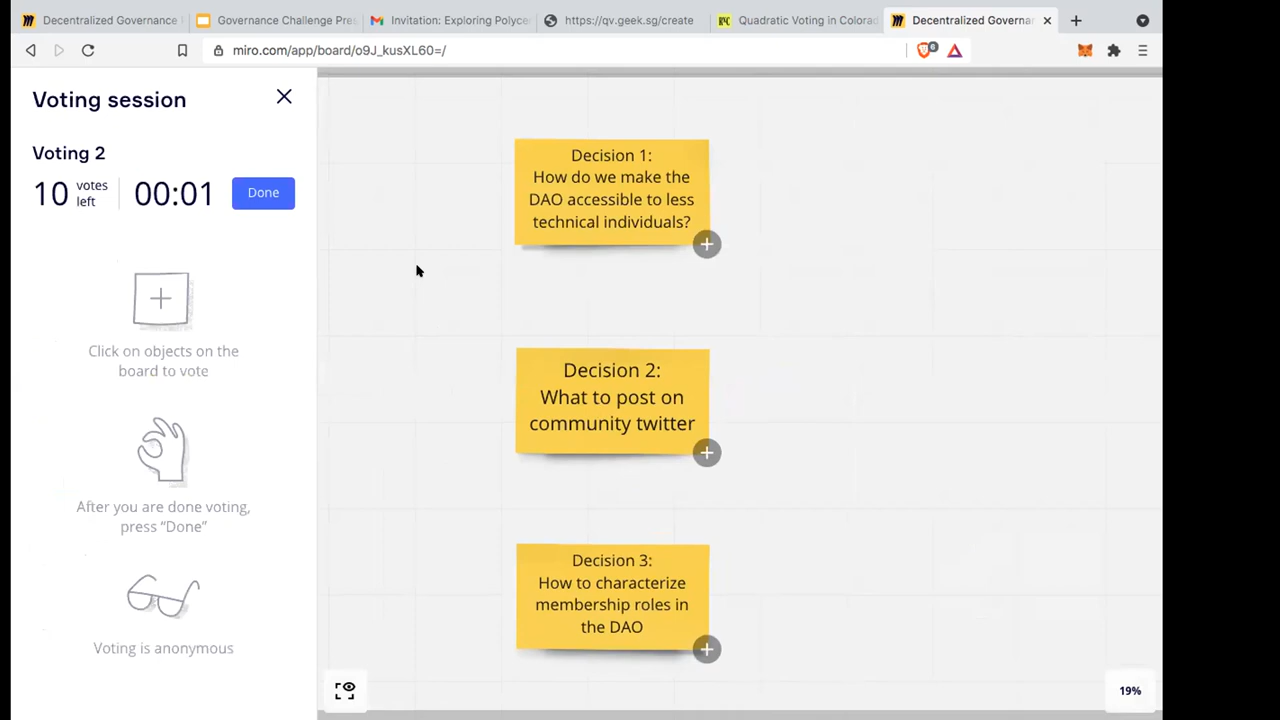 Decentralized Governance
Governance Challenge Pres
Invitation: Exploring Polyce
https://qv.geek.sg/create
Quadratic Voting in Colorad
Decentralized Governa
miro.com/app/board/o9J_kusXL60=/
6
Voting session
Voting 2
10 votes left
00:01
Done
Click on objects on the
board to vote
After you are done voting,
press “Done”
Voting is anonymous
Decision 1:
How do we make the
DAO accessible to less
technical individuals?
Decision 2:
What to post on
community twitter
Decision 3:
How to characterize
membership roles in
the DAO
19%